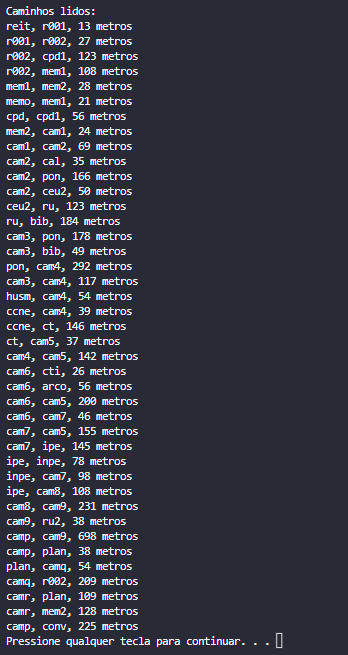 Caminhos lidos:
reit, r001, 13 metros
r001, r002, 27 metros
r002, cpd1, 123 metros
r002, mem1, 108 metros
mem1, mem2, 28 metros
memo, mem1, 21 metros
cpd, cpd1, 56 metros
mem2, cam1, 24 metros
cam1, cam2, 69 metros
cam2, cal, 35 metros
cam2, pon, 166 metros
cam2, ceu2, 50 metros
ceu2, ru, 123 metros
ru, bib, 184 metros
cam3, pon, 178 metros
cam3, bib, 49 metros
pon, cam4, 292 metros
cam3, cam4, 117 metros
husm, cam4, 54 metros
ccne, cam4, 39 metros
ccne, ct, 146 metros
ct, cam5, 37 metros
cam4, cam5, 142 metros
cam6, cti, 26 metros
cam6, arco, 56 metros
cam6, cam5, 200 metros
cam6, cam7, 46 metros
cam7, cam5, 155 metros
cam7, ipe, 145 metros
ipe, inpe, 78 metros
inpe, cam7, 98 metros
ipe, cam8, 108 metros
cam8, cam9, 231 metros
cam9, ru2, 38 metros
camp, cam9, 698 metros
camp, plan, 38 metros
plan, camq, 54 metros
camq, r002, 209 metros
camr, plan, 109 metros
camr, mem2, 128 metros
camp, conv, 225 metros
Pressione qualquer tecla para continuar. . .